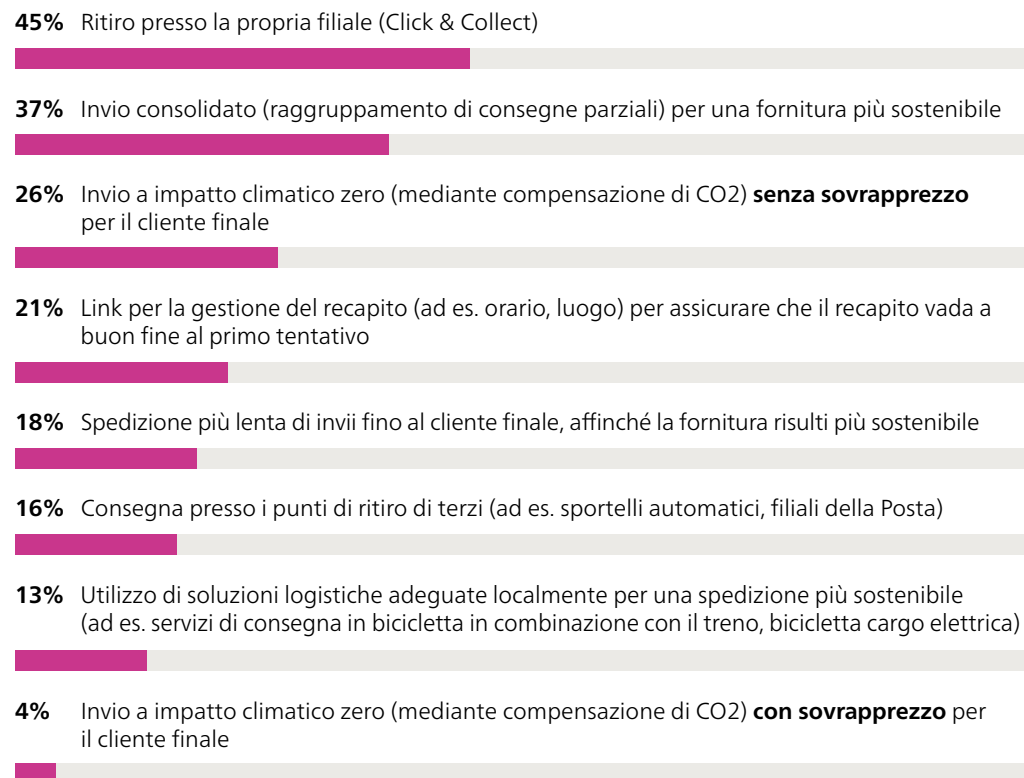 45% Ritiro presso la propria filiale (Click & Collect)
37% Invio consolidato (raggruppamento di consegne parziali) per una fornitura più sostenibile
26% Invio a impatto climatico zero (mediante compensazione di CO2) senza sovrapprezzo
per il cliente finale
21% Link per la gestione del recapito (ad es. orario, luogo) per assicurare che il recapito vada a
buon fine al primo tentativo
18% Spedizione più lenta di invii fino al cliente finale, affinché la fornitura risulti più sostenibile
16% Consegna presso i punti di ritiro di terzi (ad es. sportelli automatici, filiali della Posta)
13% Utilizzo di soluzioni logistiche adeguate localmente per una spedizione più sostenibile
(ad es. servizi di consegna in bicicletta in combinazione con il treno, bicicletta cargo elettrica)
4% Invio a impatto climatico zero (mediante compensazione di CO2) con sovrapprezzo per
il cliente finale